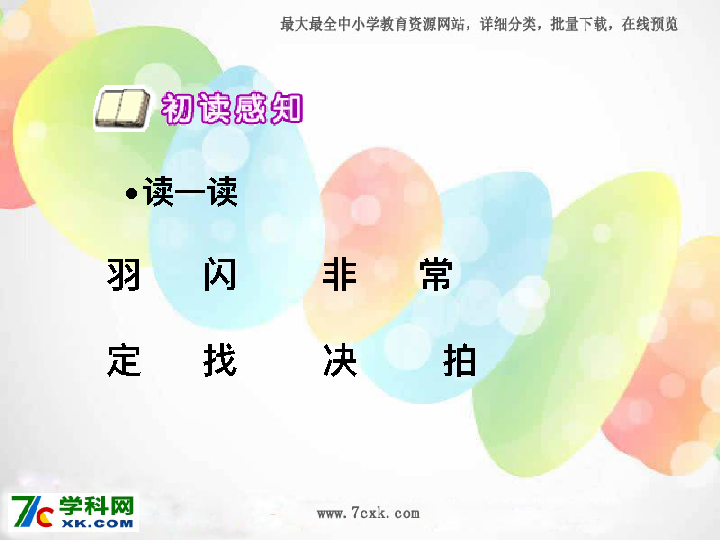 最大最全中小学教育资源网站，详细分类，批量下载，在线预览
初读感知
•读一读
羽 闪 非 常
定 找 决 拍
7c 学科网
XK.COM
www.7cxk.com